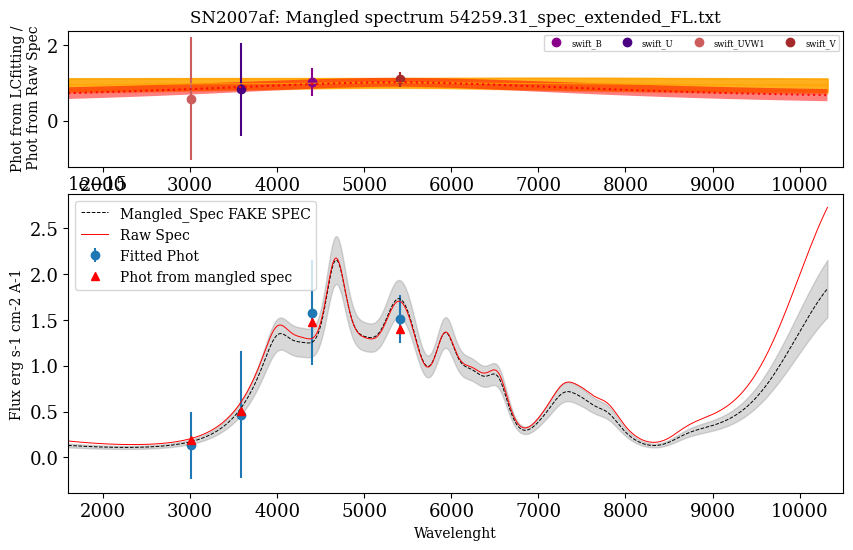 SN2007af: Mangled spectrum 54259.31_spec_extended_FL.txt
Phot from LCfitting /
Phot from Raw Spec
2
0
swift_B swift_U swift_UVW1 swift_V
2000 3000 4000 5000 6000 7000 8000 9000 10000
1e−15
Flux erg s-1 cm-2 A-1
2.5
2.0
1.5
1.0
0.5
0.0
Mangled_Spec FAKE SPEC
Raw Spec
Fitted Phot
Phot from mangled spec
2000 3000 4000 5000 6000 7000 8000 9000 10000
Wavelenght